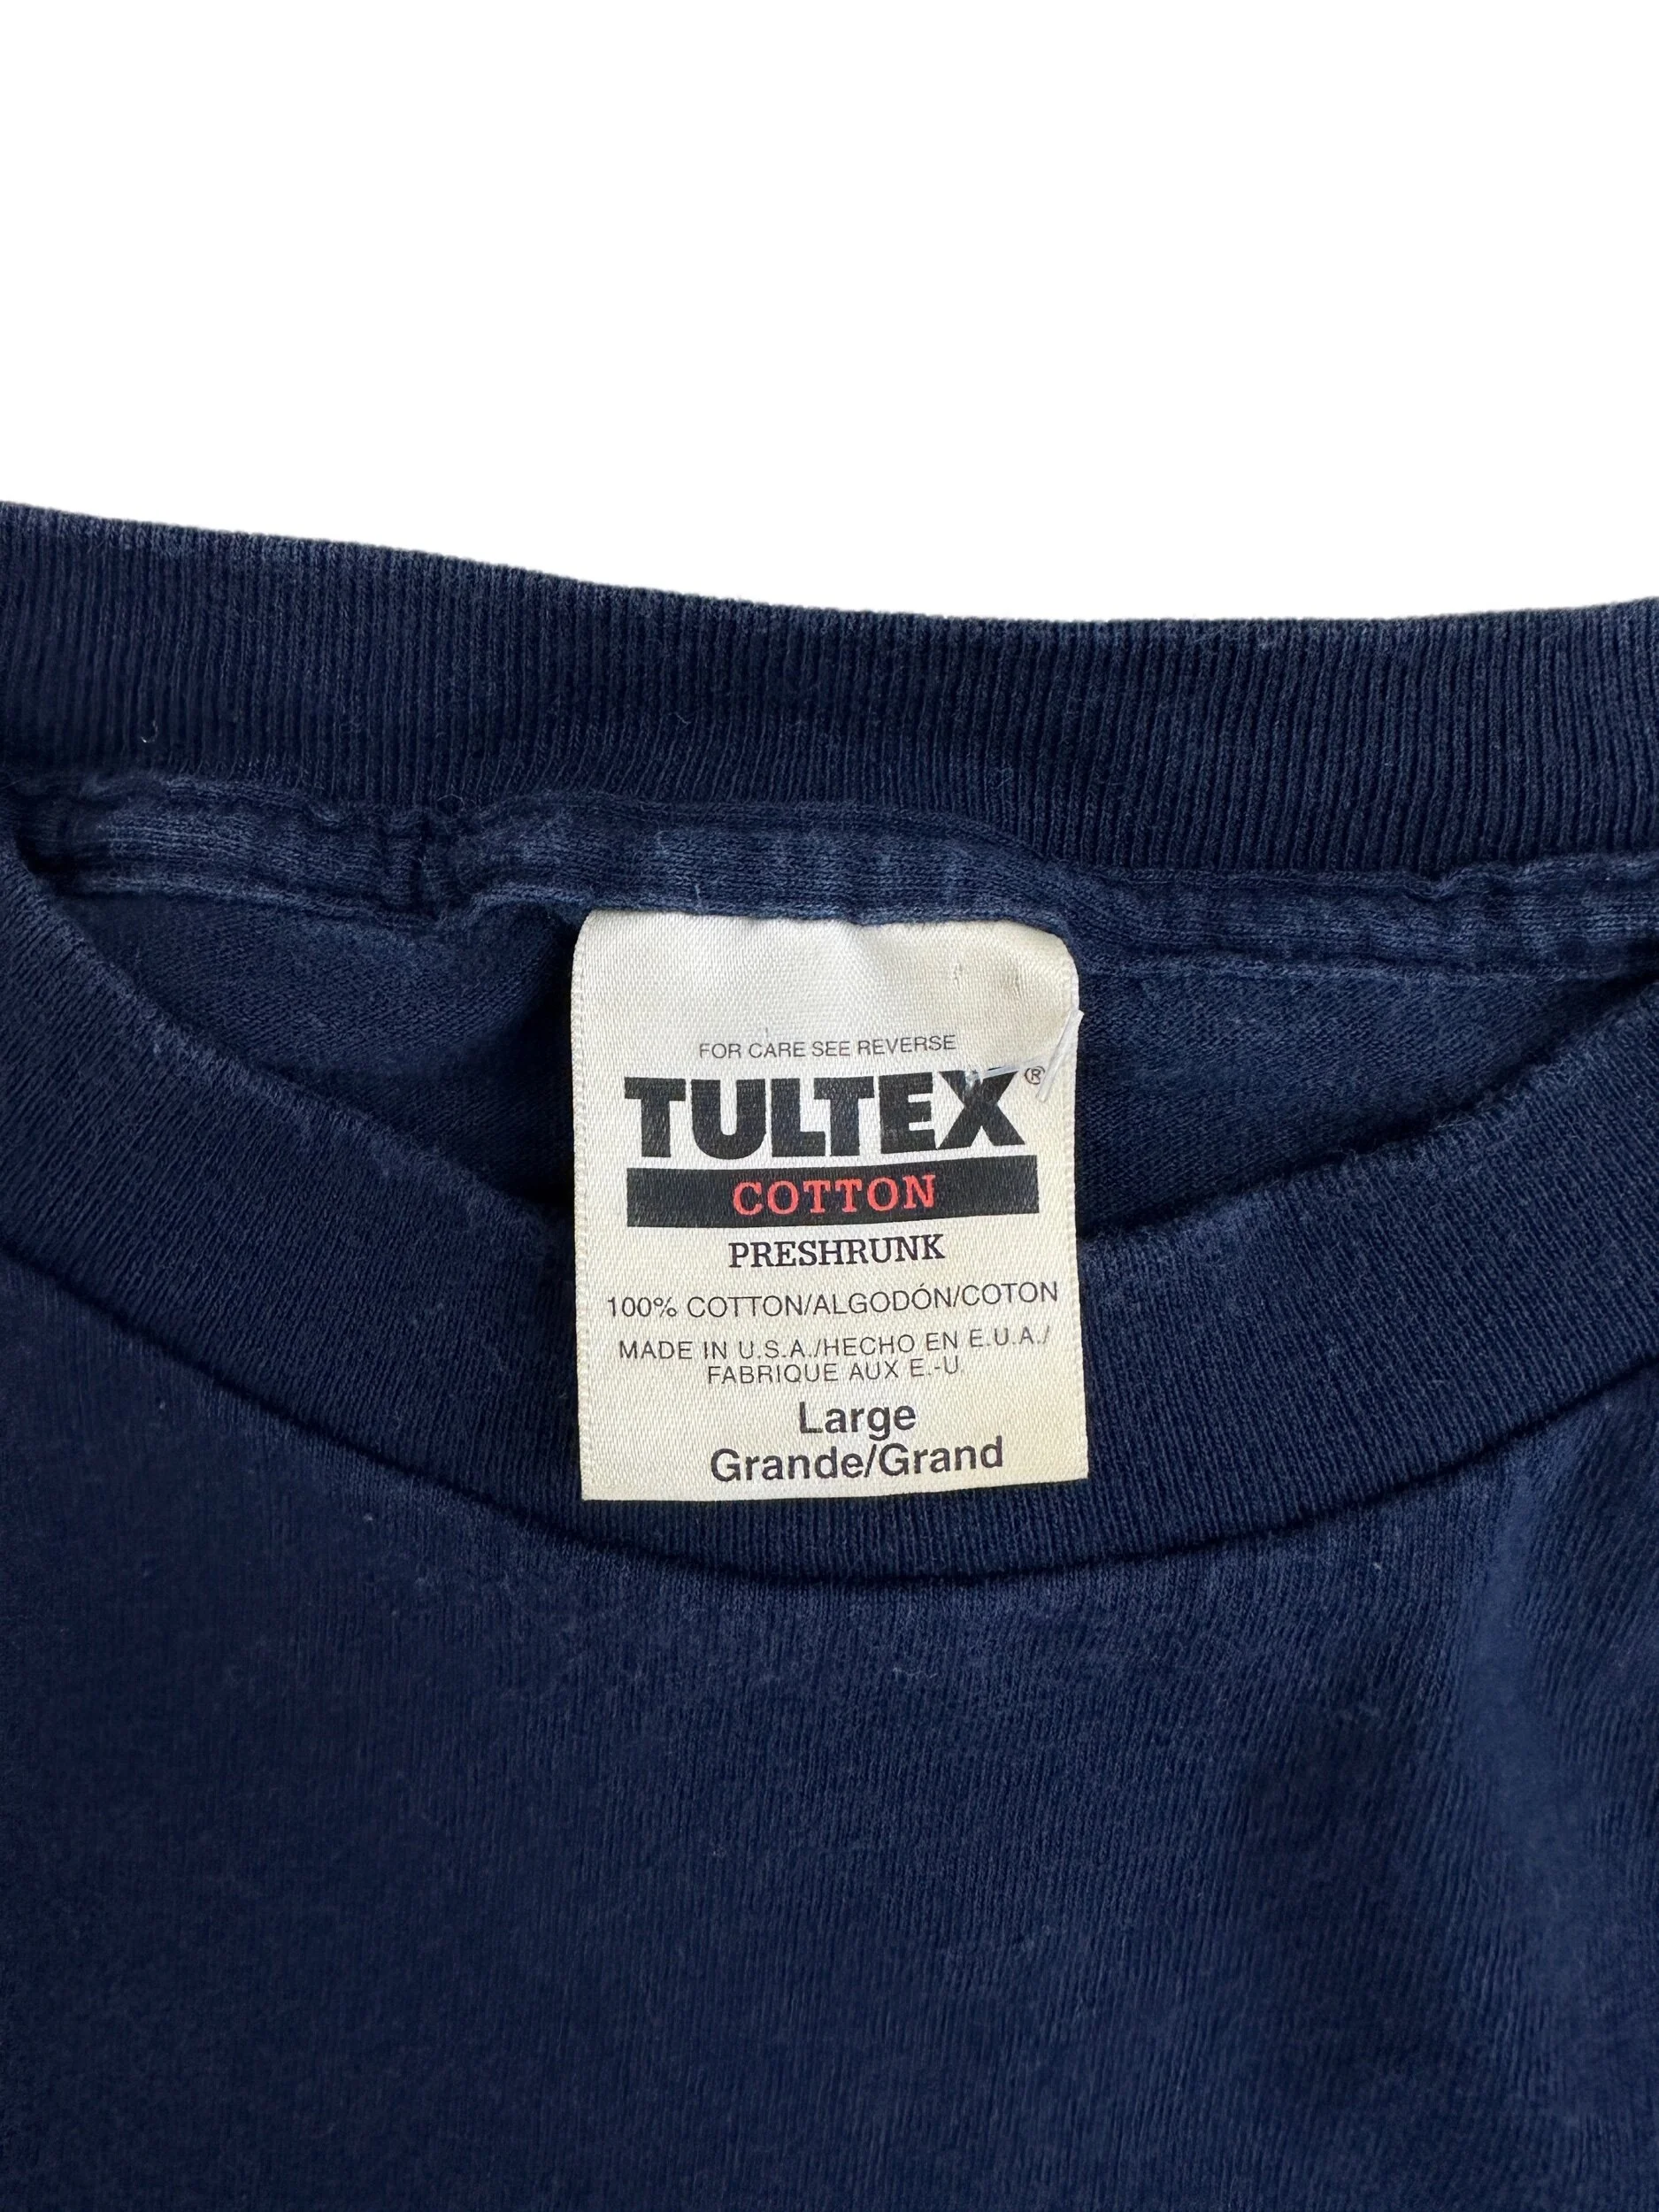 FOR CARE SEE REVERSE
TULTEX®
COTTON
PRESHRUNK
100% COTTON/ALGODÓN/COTON
MADE IN U.S.A./HECHO EN E.U.A./
FABRIQUE AUX E.-U.
Large
Grande/Grand